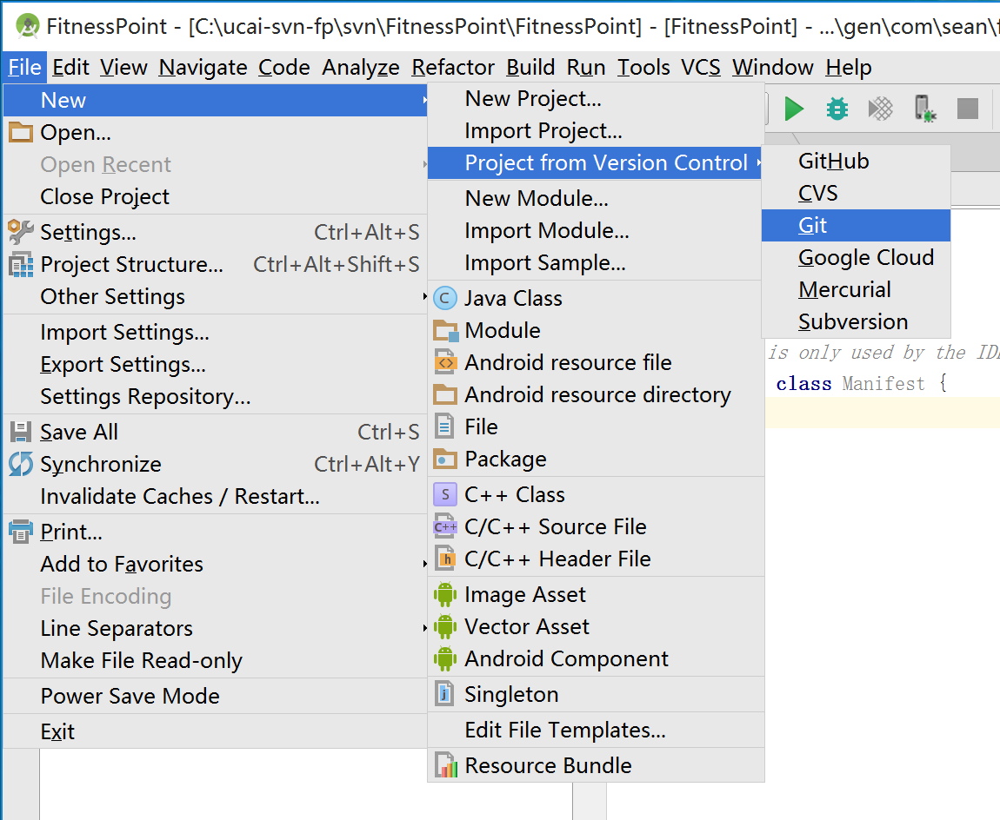 FitnessPoint - [C:\ucai-svn-fp\svn\FitnessPoint\FitnessPoint] - [FitnessPoint] - ...\gen\com\sean\
File Edit View Navigate Code Analyze Refactor Build Run Tools VCS Window Help
New
Open...
Open Recent
Close Project
Settings... Ctrl+Alt+S
Project Structure... Ctrl+Alt+Shift+S
Other Settings
Import Settings...
Export Settings...
Settings Repository...
Save All Ctrl+S
Synchronize Ctrl+Alt+Y
Invalidate Caches / Restart...
Print...
Add to Favorites
File Encoding
Line Separators
Make File Read-only
Power Save Mode
Exit
New Project...
Import Project...
Project from Version Control
New Module...
Import Module...
Import Sample...
C Java Class
Module
<> Android resource file
Android resource directory
File
Package
S C++ Class
C++ C/C++ Source File
h C/C++ Header File
Image Asset
Vector Asset
Android Component
j Singleton
Edit File Templates...
Resource Bundle
GitHub
CVS
Git
Google Cloud
Mercurial
Subversion
is only used by the
class Manifest {